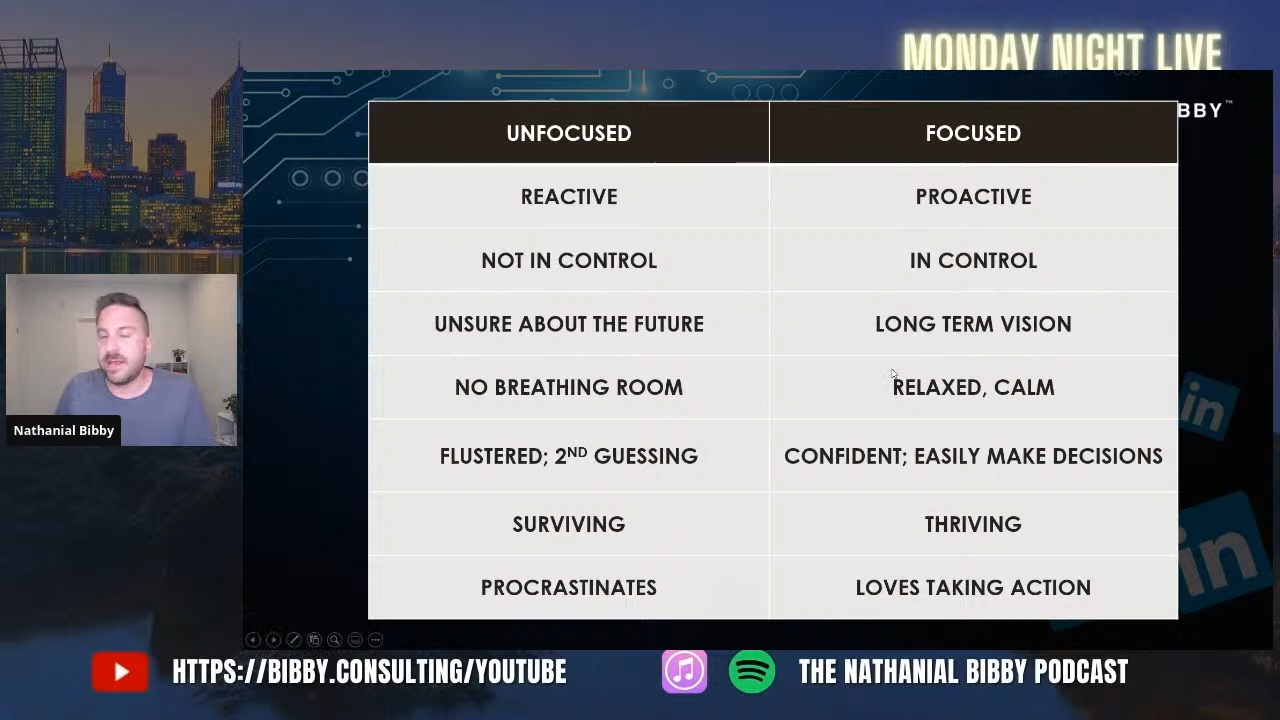 MONDAY NIGHT LIVE
BBY™
UNFOCUSED FOCUSED
REACTIVE PROACTIVE
NOT IN CONTROL IN CONTROL
UNSURE ABOUT THE FUTURE LONG TERM VISION
NO BREATHING ROOM RELAXED, CALM
FLUSTERED; 2ND GUESSING CONFIDENT; EASILY MAKE DECISIONS
SURVIVING THRIVING
PROCRASTINATES LOVES TAKING ACTION
in
in
Nathanial Bibby
HTTPS://BIBBY.CONSULTING/YOUTUBE THE NATHANIAL BIBBY PODCAST